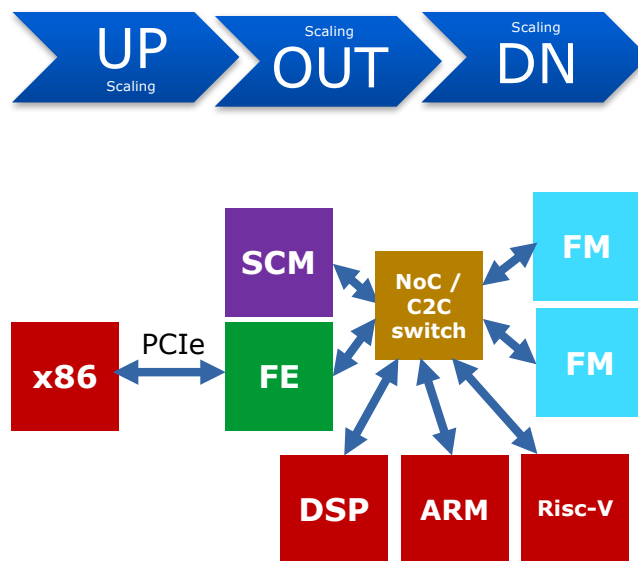 UP
Scaling
Scaling
OUT
Scaling
DN
SCM
NoC /
C2C
switch
FM
PCIe
x86
FE
FM
DSP
ARM
Risc-V